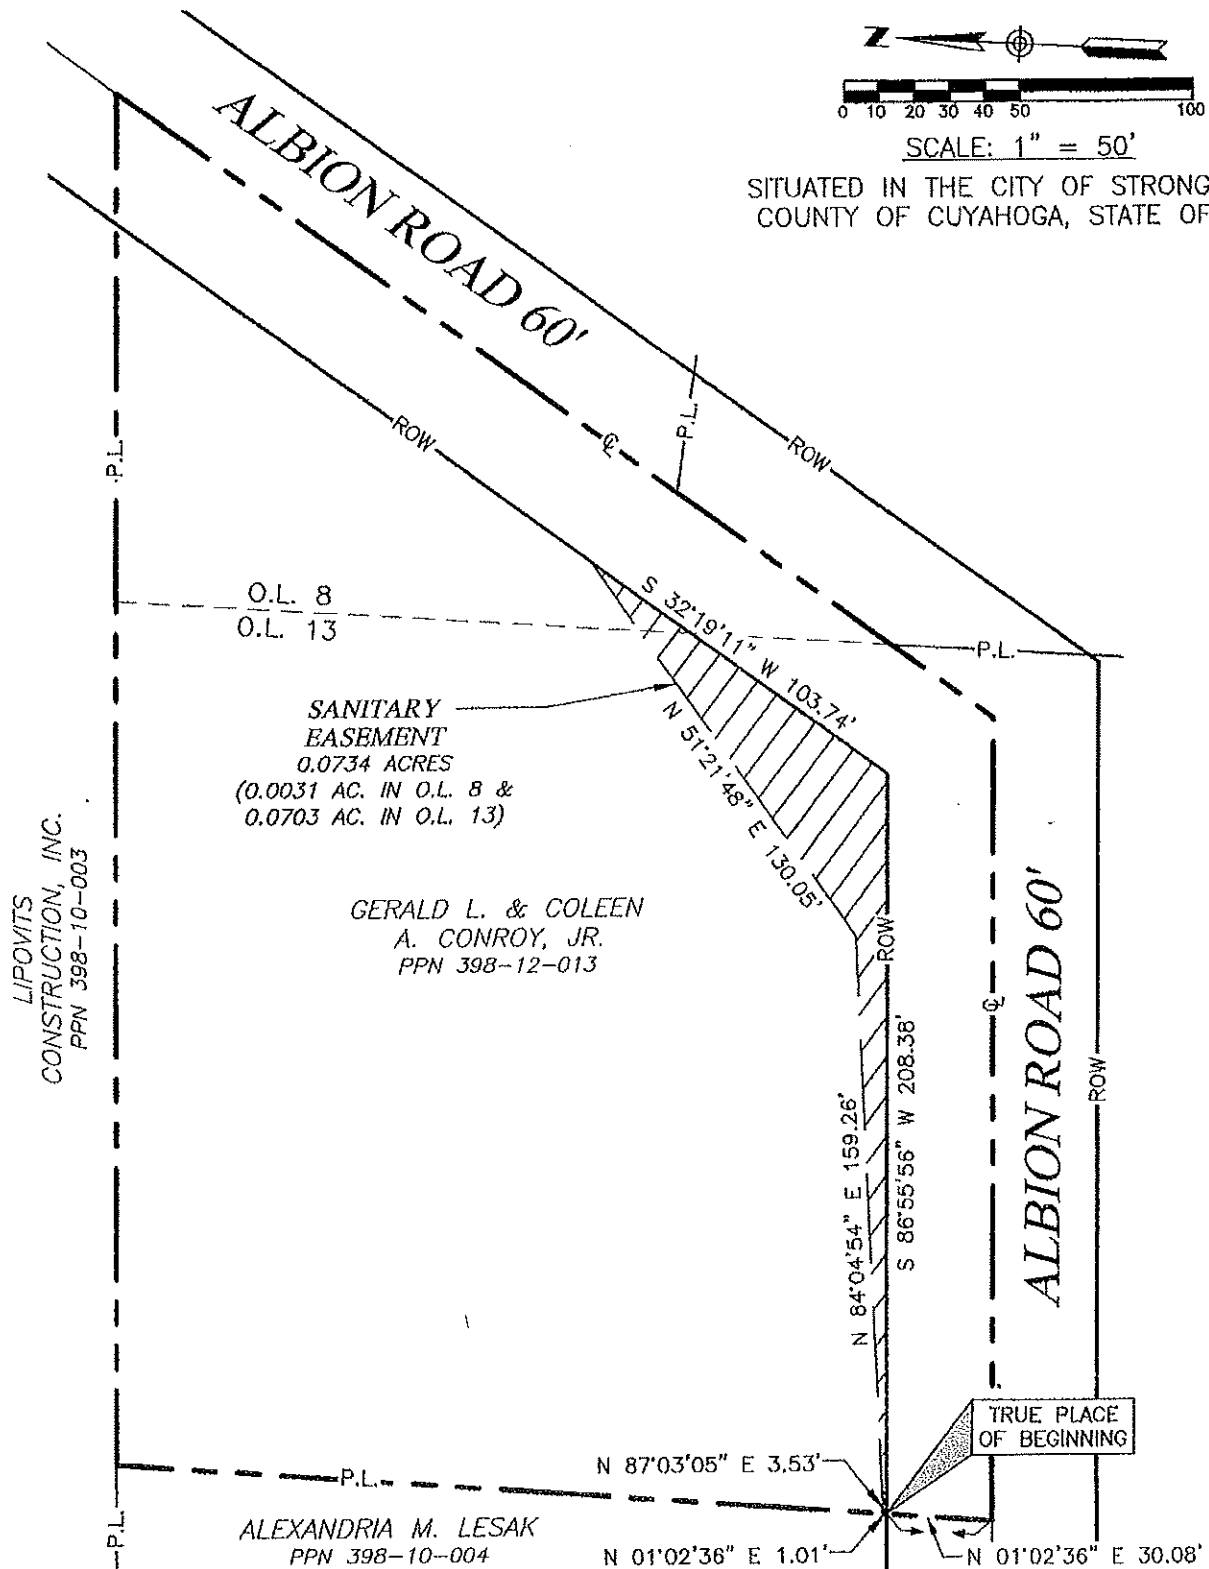 Z
0 10 20 30 40 50 100
SCALE: 1" = 50'
SITUATED IN THE CITY OF STRONG
COUNTY OF CUYAHOGA, STATE OF
ALBION ROAD 60'
ROW
ROW
P.L.
P.L.
℄
O.L. 8
O.L. 13
S 32°19'11" W 103.74'
P.L.
SANITARY
EASEMENT
0.0734 ACRES
(0.0031 AC. IN O.L. 8 &
0.0703 AC. IN O.L. 13)
N 51°21'48" E 130.05'
LIPOVITS
CONSTRUCTION, INC.
PPN 398-10-003
GERALD L. & COLEEN
A. CONROY, JR.
PPN 398-12-013
ROW
℄
ALBION ROAD 60'
ROW
N 84°04'54" E 159.26'
S 86°55'56" W 208.38'
TRUE PLACE
OF BEGINNING
N 87°03'05" E 3.53'
P.L.
P.L.
ALEXANDRIA M. LESAK
PPN 398-10-004
N 01°02'36" E 1.01'
N 01°02'36" E 30.08'